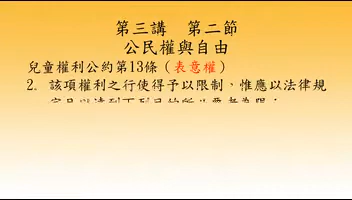 第三講 第二節
公民權與自由
兒童權利公約第13條（表意權）
2. 該項權利之行使得予以限制，惟應以法律規